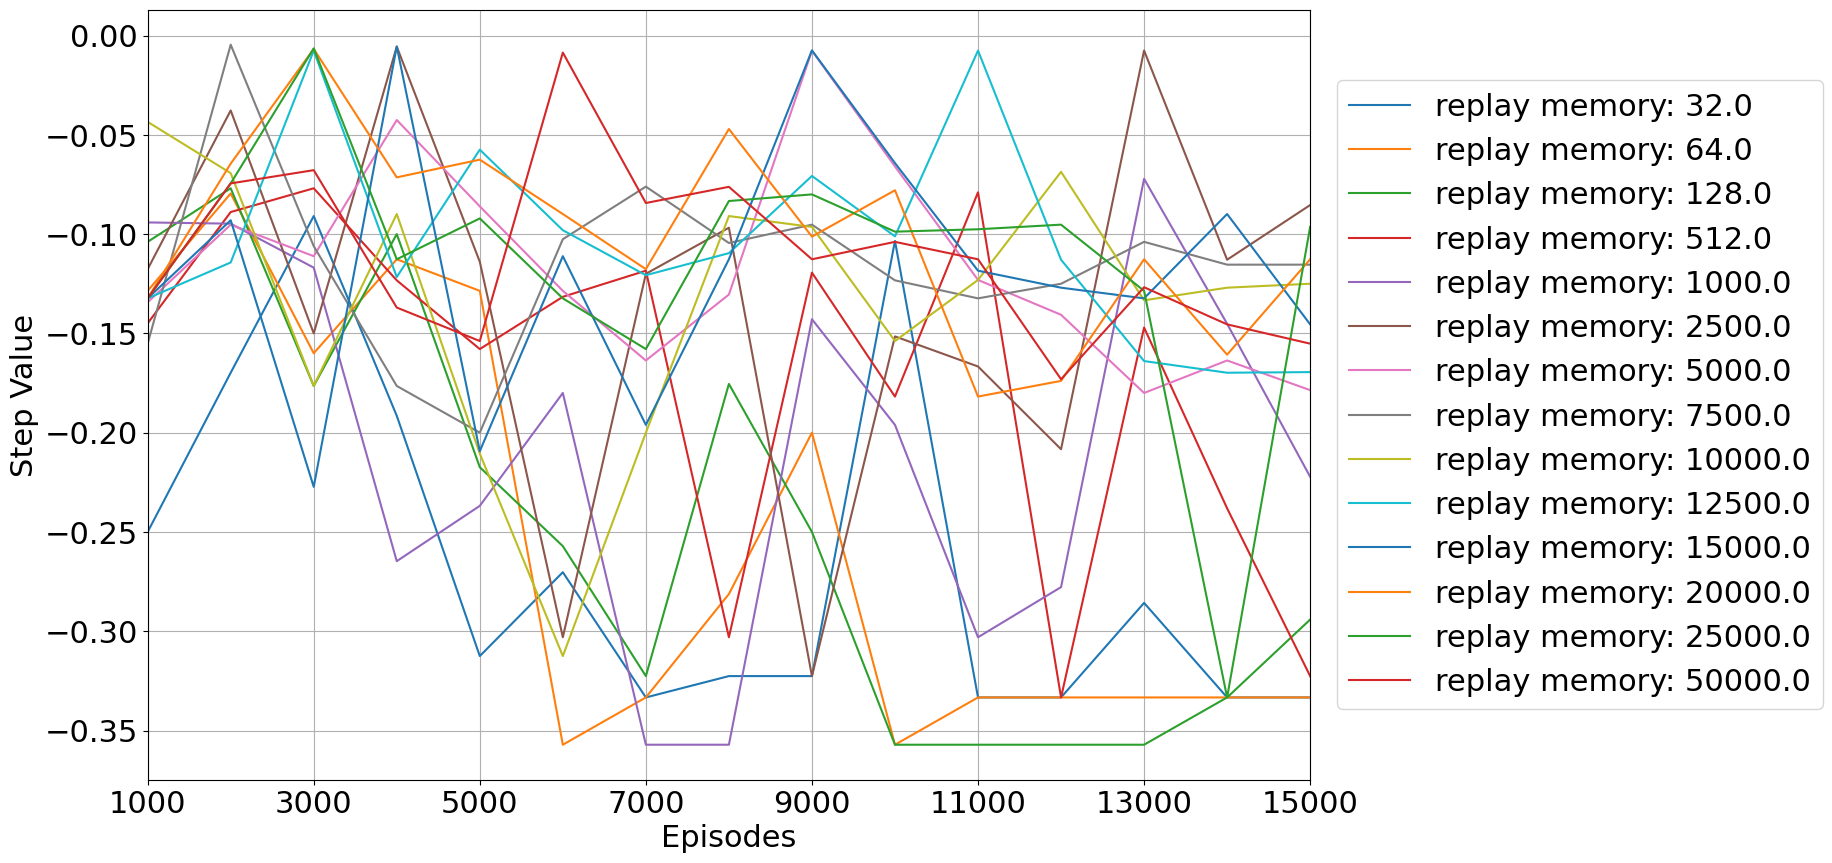 0.00
−0.05
−0.10
−0.15
−0.20
−0.25
−0.30
−0.35
Step Value
1000 3000 5000 7000 9000 11000 13000 15000
Episodes
replay memory: 32.0
replay memory: 64.0
replay memory: 128.0
replay memory: 512.0
replay memory: 1000.0
replay memory: 2500.0
replay memory: 5000.0
replay memory: 7500.0
replay memory: 10000.0
replay memory: 12500.0
replay memory: 15000.0
replay memory: 20000.0
replay memory: 25000.0
replay memory: 50000.0